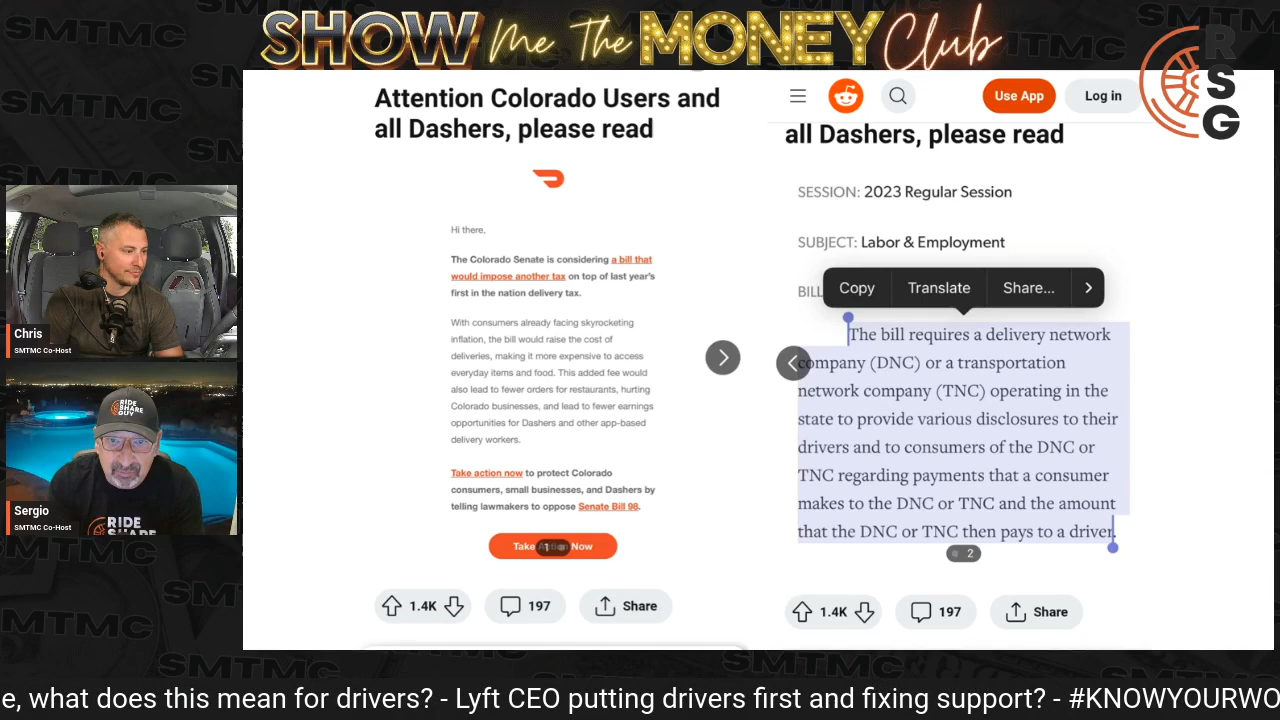 SHOW Me The MONEY Club
RSG
Attention Colorado Users and
all Dashers, please read
Hi there,
The Colorado Senate is considering a bill that
would impose another tax on top of last year's
first in the nation delivery tax.
With consumers already facing skyrocketing
inflation, the bill would raise the cost of
deliveries, making it more expensive to access
everyday items and food. This added fee would
also lead to fewer orders for restaurants, hurting
Colorado businesses, and lead to fewer earnings
opportunities for Dashers and other app-based
delivery workers.
Take action now to protect Colorado
consumers, small businesses, and Dashers by
telling lawmakers to oppose Senate Bill 98.
Take Action Now
1
1.4K
197
Share
Use App
Log in
all Dashers, please read
SESSION: 2023 Regular Session
SUBJECT: Labor & Employment
BILL
Copy
Translate
Share...
The bill requires a delivery network
company (DNC) or a transportation
network company (TNC) operating in the
state to provide various disclosures to their
drivers and to consumers of the DNC or
TNC regarding payments that a consumer
makes to the DNC or TNC and the amount
that the DNC or TNC then pays to a driver.
2
1.4K
197
Share
Chris
SMTMC Co-Host
RIDE
SHARE
GUY
Sergio
SMTMC Co-Host
RIDE
SHARE
SMTMC
e, what does this mean for drivers? - Lyft CEO putting drivers first and fixing support? - #KNOWYOURWO